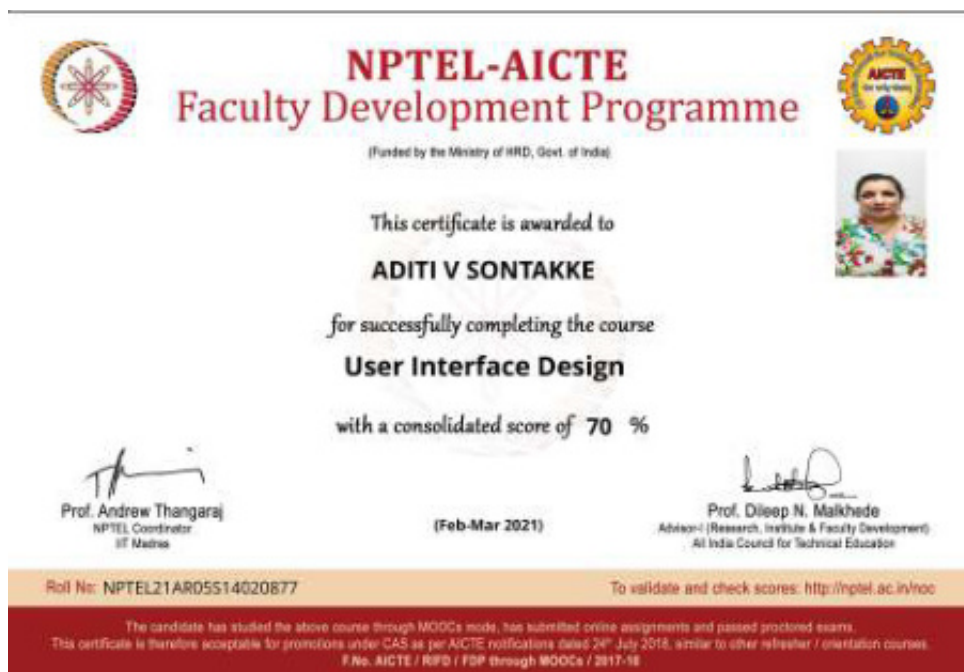 NPTEL-AICTE
Faculty Development Programme
(Funded by the Ministry of HRD, Govt. of India)
AICTE
This certificate is awarded to
ADITI V SONTAKKE
for successfully completing the course
User Interface Design
with a consolidated score of 70 %
Prof. Andrew Thangaraj
NPTEL Coordinator
IIT Madras
(Feb-Mar 2021)
Prof. Dileep N. Malkhede
Advisor-I (Research, Institute & Faculty Development)
All India Council for Technical Education
Roll No: NPTEL21AR05S14020877
To validate and check scores: http://nptel.ac.in/noc
The candidate has studied the above course through MOOCs mode, has submitted online assignments and passed proctored exams.
This certificate is therefore acceptable for promotions under CAS as per AICTE notifications dated 24th July 2018, similar to other refresher / orientation courses.
F.No. AICTE / RIFD / FDP through MOOCs / 2017-18